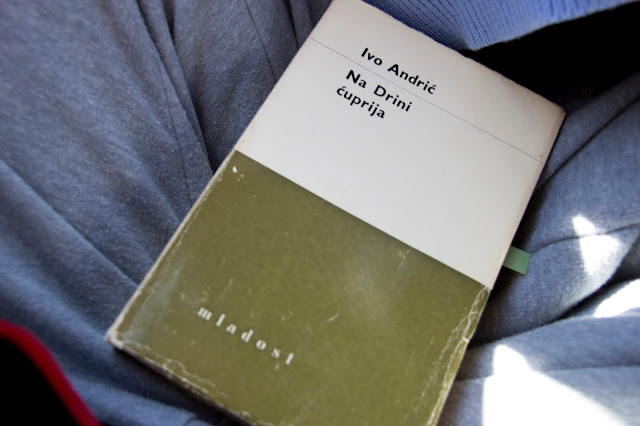 Ivo Andrić
Na Drini
ćuprija
mladost